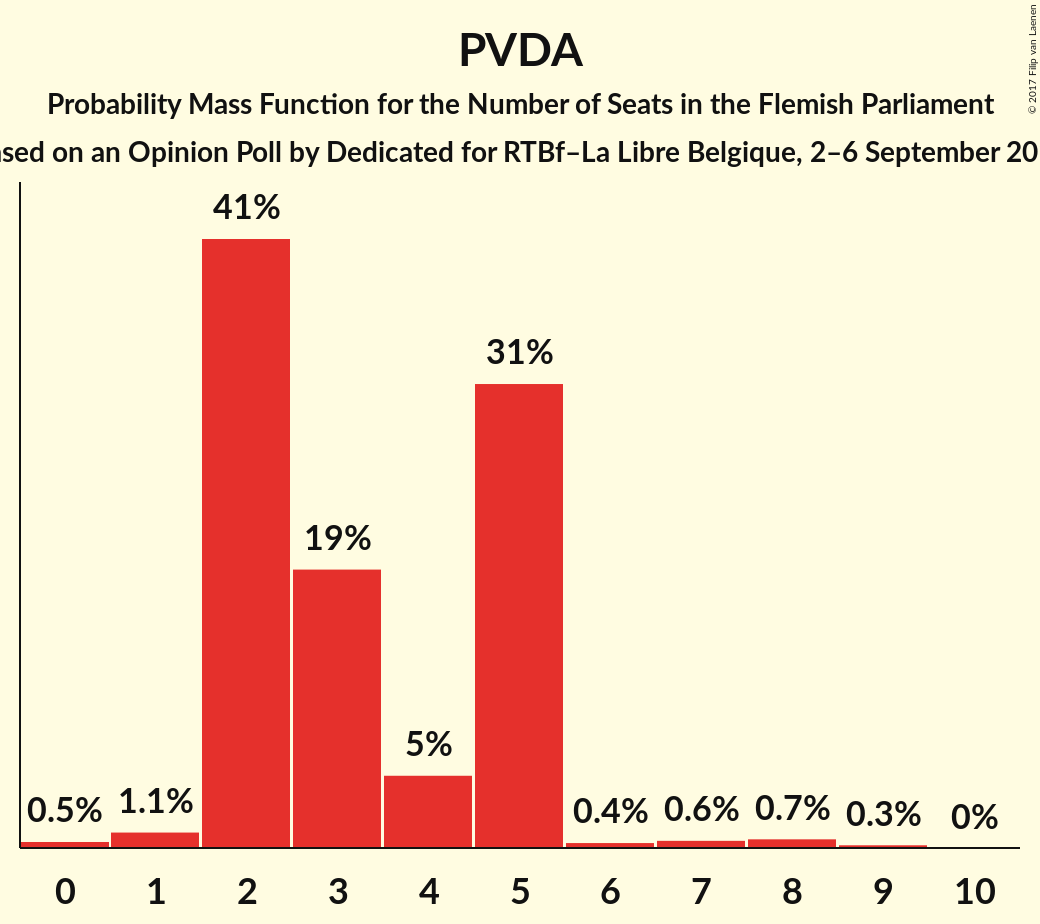 PVDA
Probability Mass Function for the Number of Seats in the Flemish Parliament
on an Opinion Poll by Dedicated for RTBf–La Libre Belgique, 2–6 September
© 2017 Filip van Laenen
41%
31%
19%
5%
0.5% 1.1% 0.4% 0.6% 0.7% 0.3% 0%
0 1 2 3 4 5 6 7 8 9 10